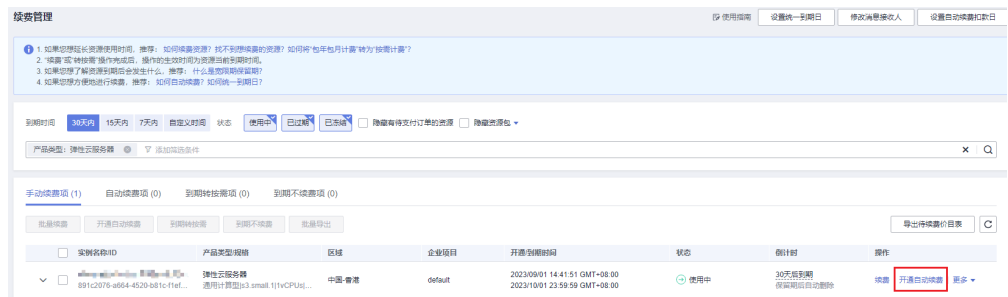 续费管理
使用指南
设置统一到期日
修改消息接收人
设置自动续费扣款日
1. 如果您想延长资源使用时间，推荐： 如何续费资源？找不到想续费的资源？如何将“包年包月计费”转为“按需计费”？
2. “续费”或“转按需”操作完成后，操作的生效时间为资源当前到期时间。
3. 如果您想了解资源到期后会发生什么，推荐： 什么是宽限期保留期？
4. 如果您想方便地进行续费，推荐： 如何自动续费？如何统一到期日？
到期时间 30天内 15天内 7天内 自定义时间 状态 使用中 已过期 已冻结 隐藏有待支付订单的资源 隐藏资源包
产品类型：弹性云服务器 添加筛选条件
手动续费项 (1) 自动续费项 (0) 到期转按需项 (0) 到期不续费项 (0)
批量续费 开通自动续费 到期转按需 到期不续费 批量导出 导出待续费价目表
实例名称/ID 产品类型/规格 区域 企业项目 开通/到期时间 状态 倒计时 操作
弹性云服务器 中国-香港 default 2023/09/01 14:41:51 GMT+08:00 使用中 30天后到期 续费 开通自动续费 更多
891c2076-a664-4520-b81c-f1ef... 通用计算型|s3.small.1|1vCPUs|... 2023/10/01 23:59:59 GMT+08:00 保留期后自动删除